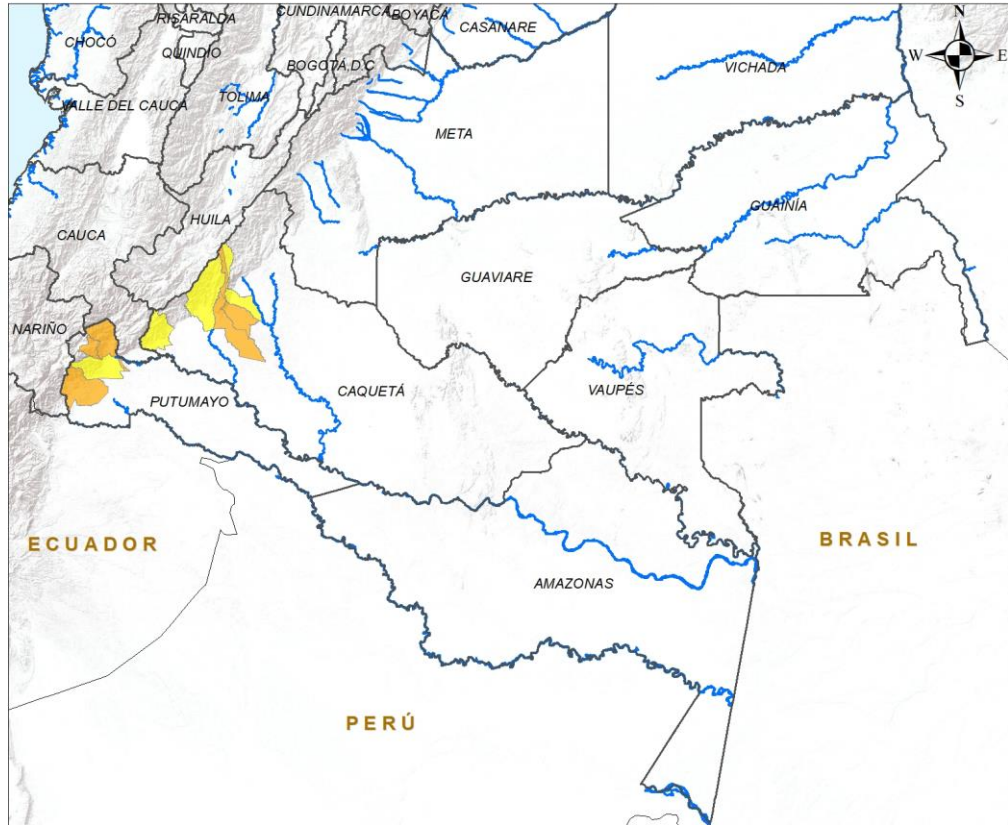 RISARALDA
CUNDINAMARCA
BOYACÁ
CASANARE
N
CHOCÓ
QUINDÍO
BOGOTÁ D.C
W
E
VICHADA
S
VALLE DEL CAUCA
TOLIMA
META
GUAINÍA
HUILA
CAUCA
GUAVIARE
NARIÑO
VAUPÉS
CAQUETÁ
PUTUMAYO
ECUADOR
BRASIL
AMAZONAS
PERÚ